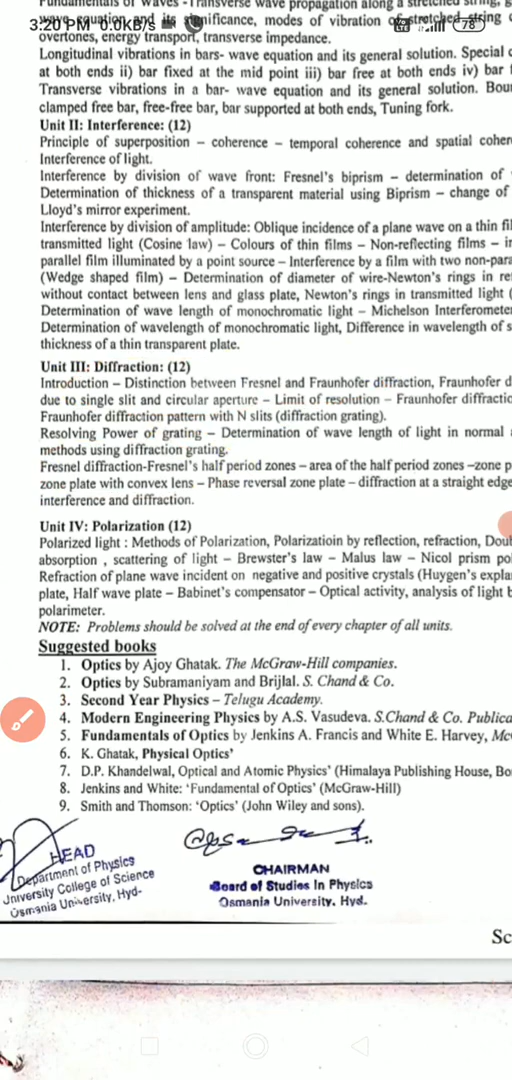 Fundamentals of Waves -Transverse wave propagation along a stretched string, g
3:20 PM 0.0KB/s 78
wave equation and its significance, modes of vibration of stretched string
overtones, energy transport, transverse impedance.
Longitudinal vibrations in bars- wave equation and its general solution. Special c
at both ends ii) bar fixed at the mid point iii) bar free at both ends iv) bar f
Transverse vibrations in a bar- wave equation and its general solution. Bou
clamped free bar, free-free bar, bar supported at both ends, Tuning fork.
Unit II: Interference: (12)
Principle of superposition – coherence – temporal coherence and spatial coher
Interference of light.
Interference by division of wave front: Fresnel's biprism – determination of
Determination of thickness of a transparent material using Biprism – change of
Lloyd's mirror experiment.
Interference by division of amplitude: Oblique incidence of a plane wave on a thin fil
transmitted light (Cosine law) – Colours of thin films – Non-reflecting films – in
parallel film illuminated by a point source – Interference by a film with two non-para
(Wedge shaped film) – Determination of diameter of wire-Newton's rings in re
without contact between lens and glass plate, Newton's rings in transmitted light (
Determination of wave length of monochromatic light – Michelson Interferomete
Determination of wavelength of monochromatic light, Difference in wavelength of s
thickness of a thin transparent plate.
Unit III: Diffraction: (12)
Introduction – Distinction between Fresnel and Fraunhofer diffraction, Fraunhofer d
due to single slit and circular aperture – Limit of resolution – Fraunhofer diffractio
Fraunhofer diffraction pattern with N slits (diffraction grating).
Resolving Power of grating – Determination of wave length of light in normal
methods using diffraction grating.
Fresnel diffraction-Fresnel's half period zones – area of the half period zones –zone p
zone plate with convex lens – Phase reversal zone plate – diffraction at a straight edge
interference and diffraction.
Unit IV: Polarization (12)
Polarized light : Methods of Polarization, Polarizatioin by reflection, refraction, Dou
absorption , scattering of light – Brewster's law – Malus law – Nicol prism po
Refraction of plane wave incident on negative and positive crystals (Huygen's expla
plate, Half wave plate – Babinet's compensator – Optical activity, analysis of light b
polarimeter.
NOTE: Problems should be solved at the end of every chapter of all units.
Suggested books
1. Optics by Ajoy Ghatak. The McGraw-Hill companies.
2. Optics by Subramaniyam and Brijlal. S. Chand & Co.
3. Second Year Physics – Telugu Academy.
4. Modern Engineering Physics by A.S. Vasudeva. S.Chand & Co. Publica
5. Fundamentals of Optics by Jenkins A. Francis and White E. Harvey, Mc
6. K. Ghatak, Physical Optics'
7. D.P. Khandelwal, Optical and Atomic Physics' (Himalaya Publishing House, Bo
8. Jenkins and White: 'Fundamental of Optics' (McGraw-Hill)
9. Smith and Thomson: 'Optics' (John Wiley and sons).
HEAD
Department of Physics
University College of Science
Osmania University, Hyd-
CHAIRMAN
Board of Studies in Physics
Osmania University. Hyd.
Sc